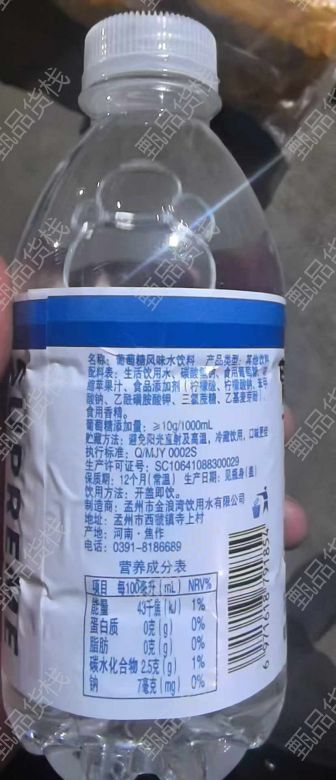 名称：葡萄糖风味水饮料 产品类型：其他饮料
配料表：生活饮用水、碳酸氢钠、食用葡萄糖、
缩苹果汁、食品添加剂（柠檬酸、柠檬酸钠、苯甲
酸钠、乙酰磺胺酸钾、三氯蔗糖、乙基麦芽酚）、
食用香精。
葡萄糖添加量：≥10g/1000mL
贮藏方法：避免阳光直射及高温，冷藏饮用，口味更佳
执行标准：Q/MJY 0002S
生产许可证号：SC10641088300029
保质期：12个月(常温) 生产日期：见瓶身(盖)
饮用方法：开盖即饮。
制造商：孟州市金浪湾饮用水有限公司
地址：孟州市西虢镇寺上村
产地：河南·焦作
电话：0391-8186689
营养成分表
项目 每100毫升(mL) NRV%
能量 43千焦(kJ) 1%
蛋白质 0克(g) 0%
脂肪 0克(g) 0%
碳水化合物 2.5克(g) 1%
钠 7毫克(mg) 0%
SUPREME
6 976188 791854
甄品货栈